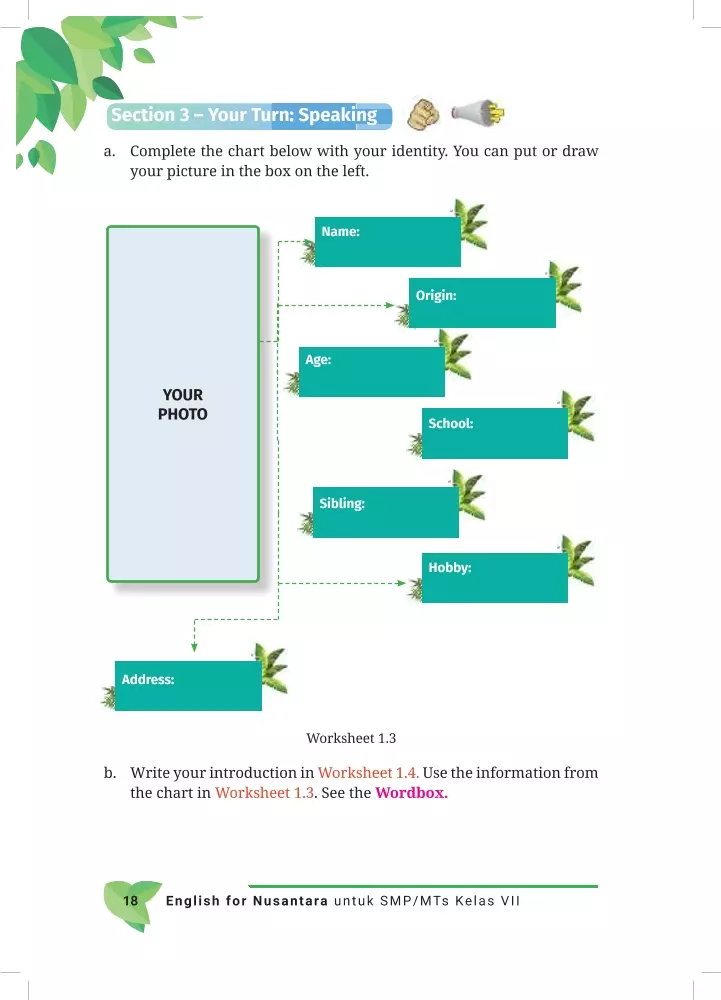 Section 3 – Your Turn: Speaking
a. Complete the chart below with your identity. You can put or draw
your picture in the box on the left.
Name:
Origin:
Age:
YOUR
PHOTO
School:
Sibling:
Hobby:
Address:
Worksheet 1.3
b. Write your introduction in Worksheet 1.4. Use the information from
the chart in Worksheet 1.3. See the Wordbox.
18 English for Nusantara untuk SMP/MTs Kelas VII